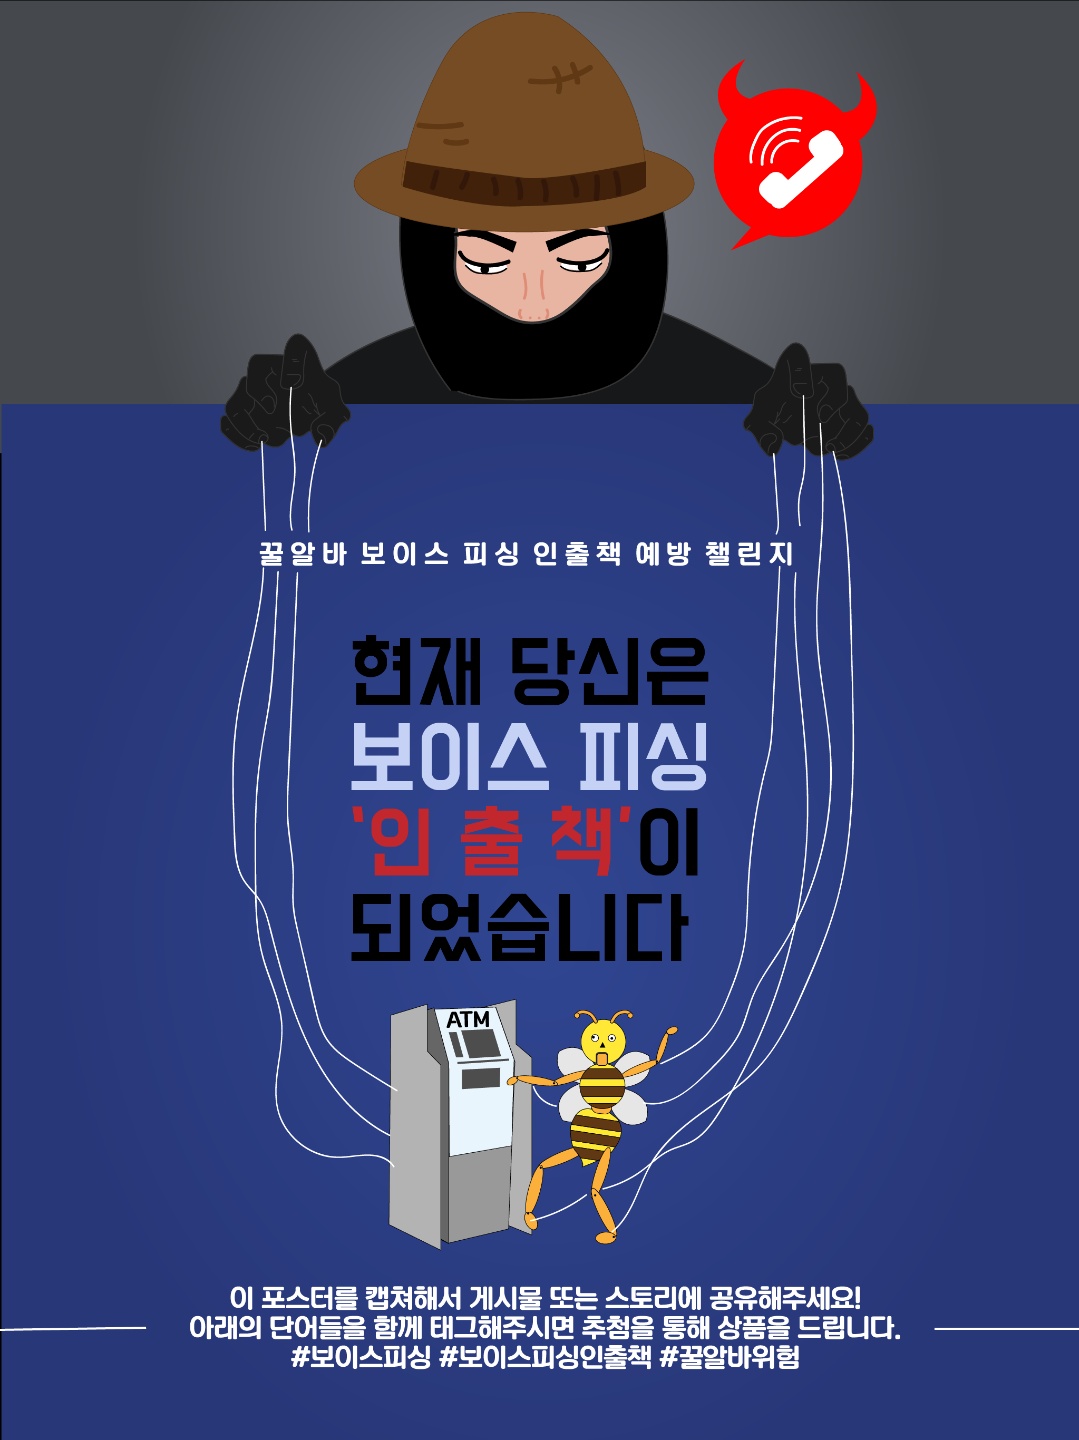 꿀알바 보이스 피싱 인출책 예방 챌린지
현재 당신은
보이스 피싱
'인 출 책'이
되었습니다
ATM
이 포스터를 캡쳐해서 게시물 또는 스토리에 공유해주세요!
아래의 단어들을 함께 태그해주시면 추첨을 통해 상품을 드립니다.
#보이스피싱 #보이스피싱인출책 #꿀알바위험